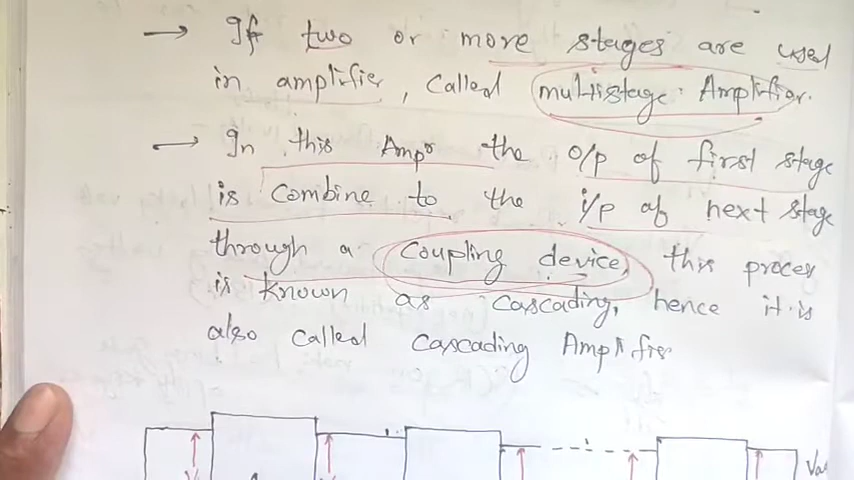 → If two or more stages are used
in amplifier, called multistage Amplifier.
→ In this Ampr the o/p of first stage
is combine to the i/p of next stage
through a coupling device, this proces
is known as cascading, hence it is
also called cascading Amplifier